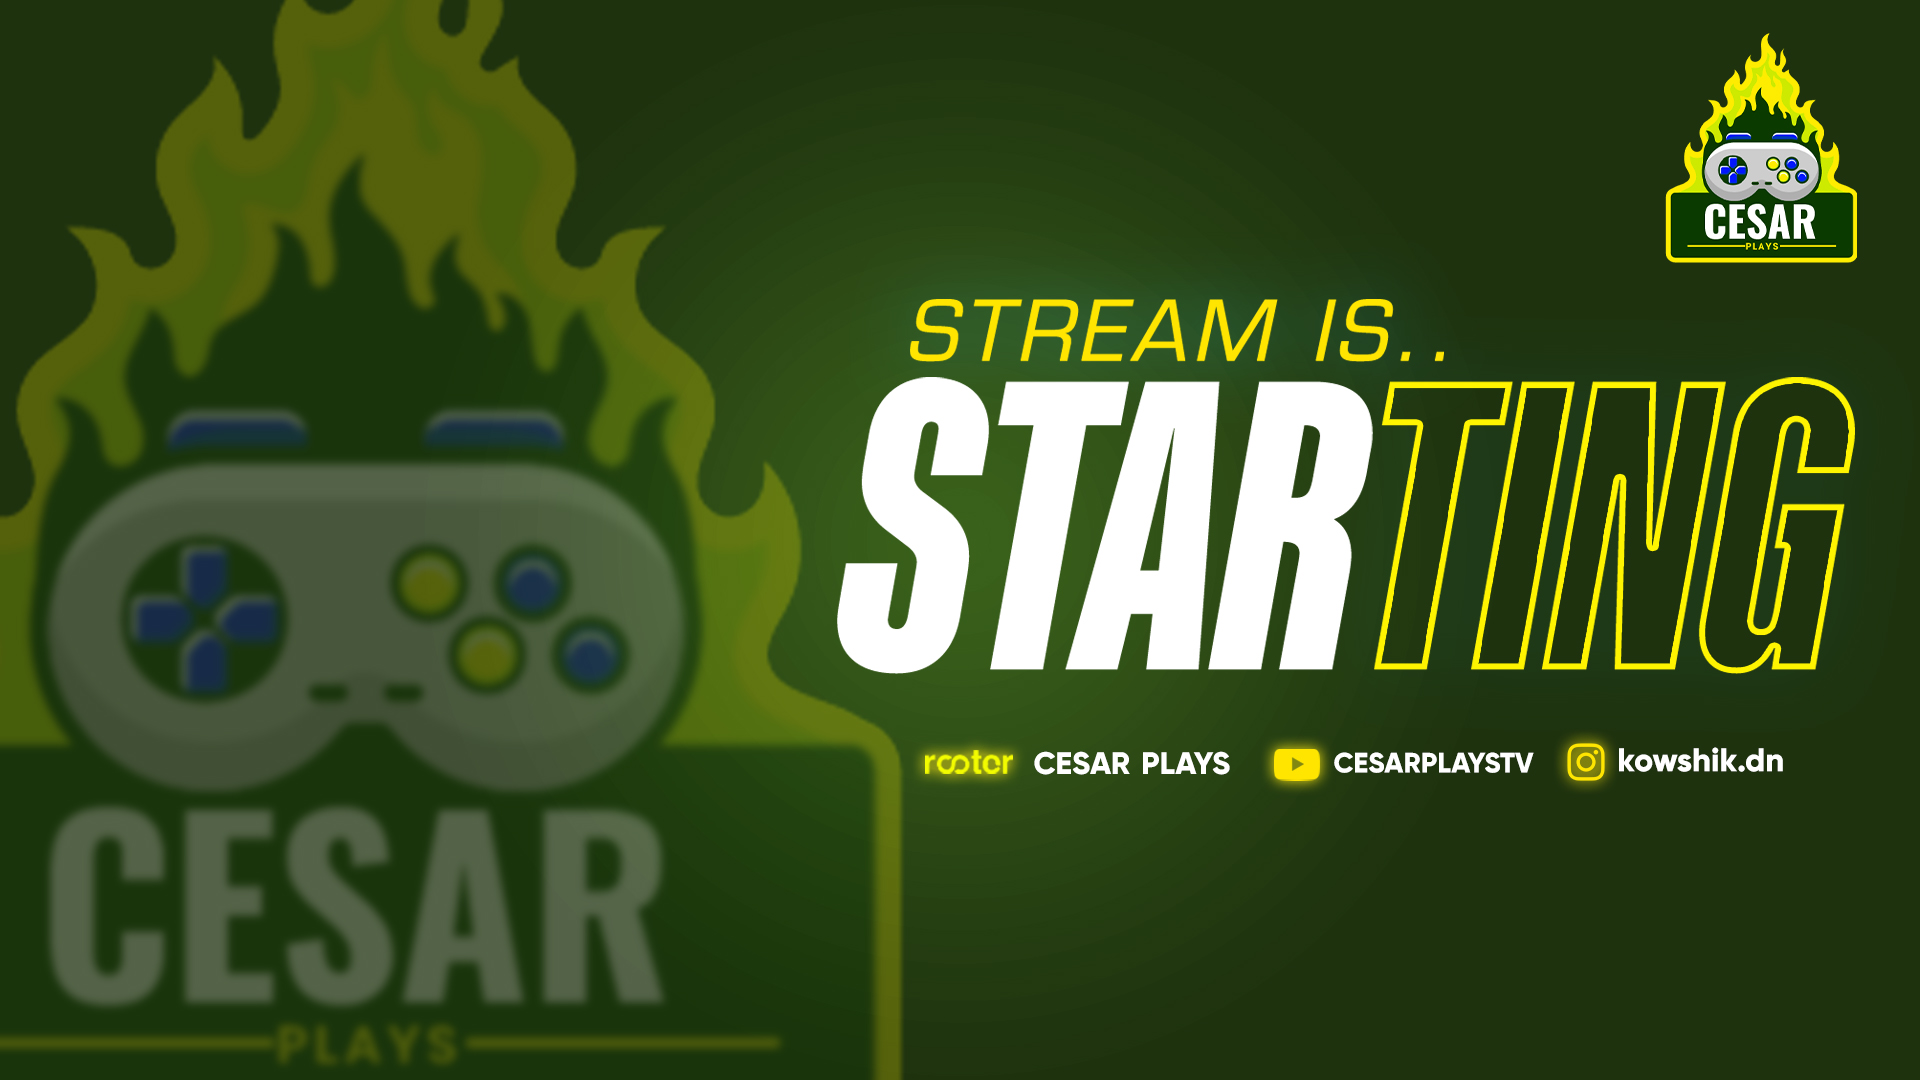 CESAR
PLAYS
STREAM IS..
STARTING
rooter CESAR PLAYS CESARPLAYSTV kowshik.dn
CESAR
PLAYS